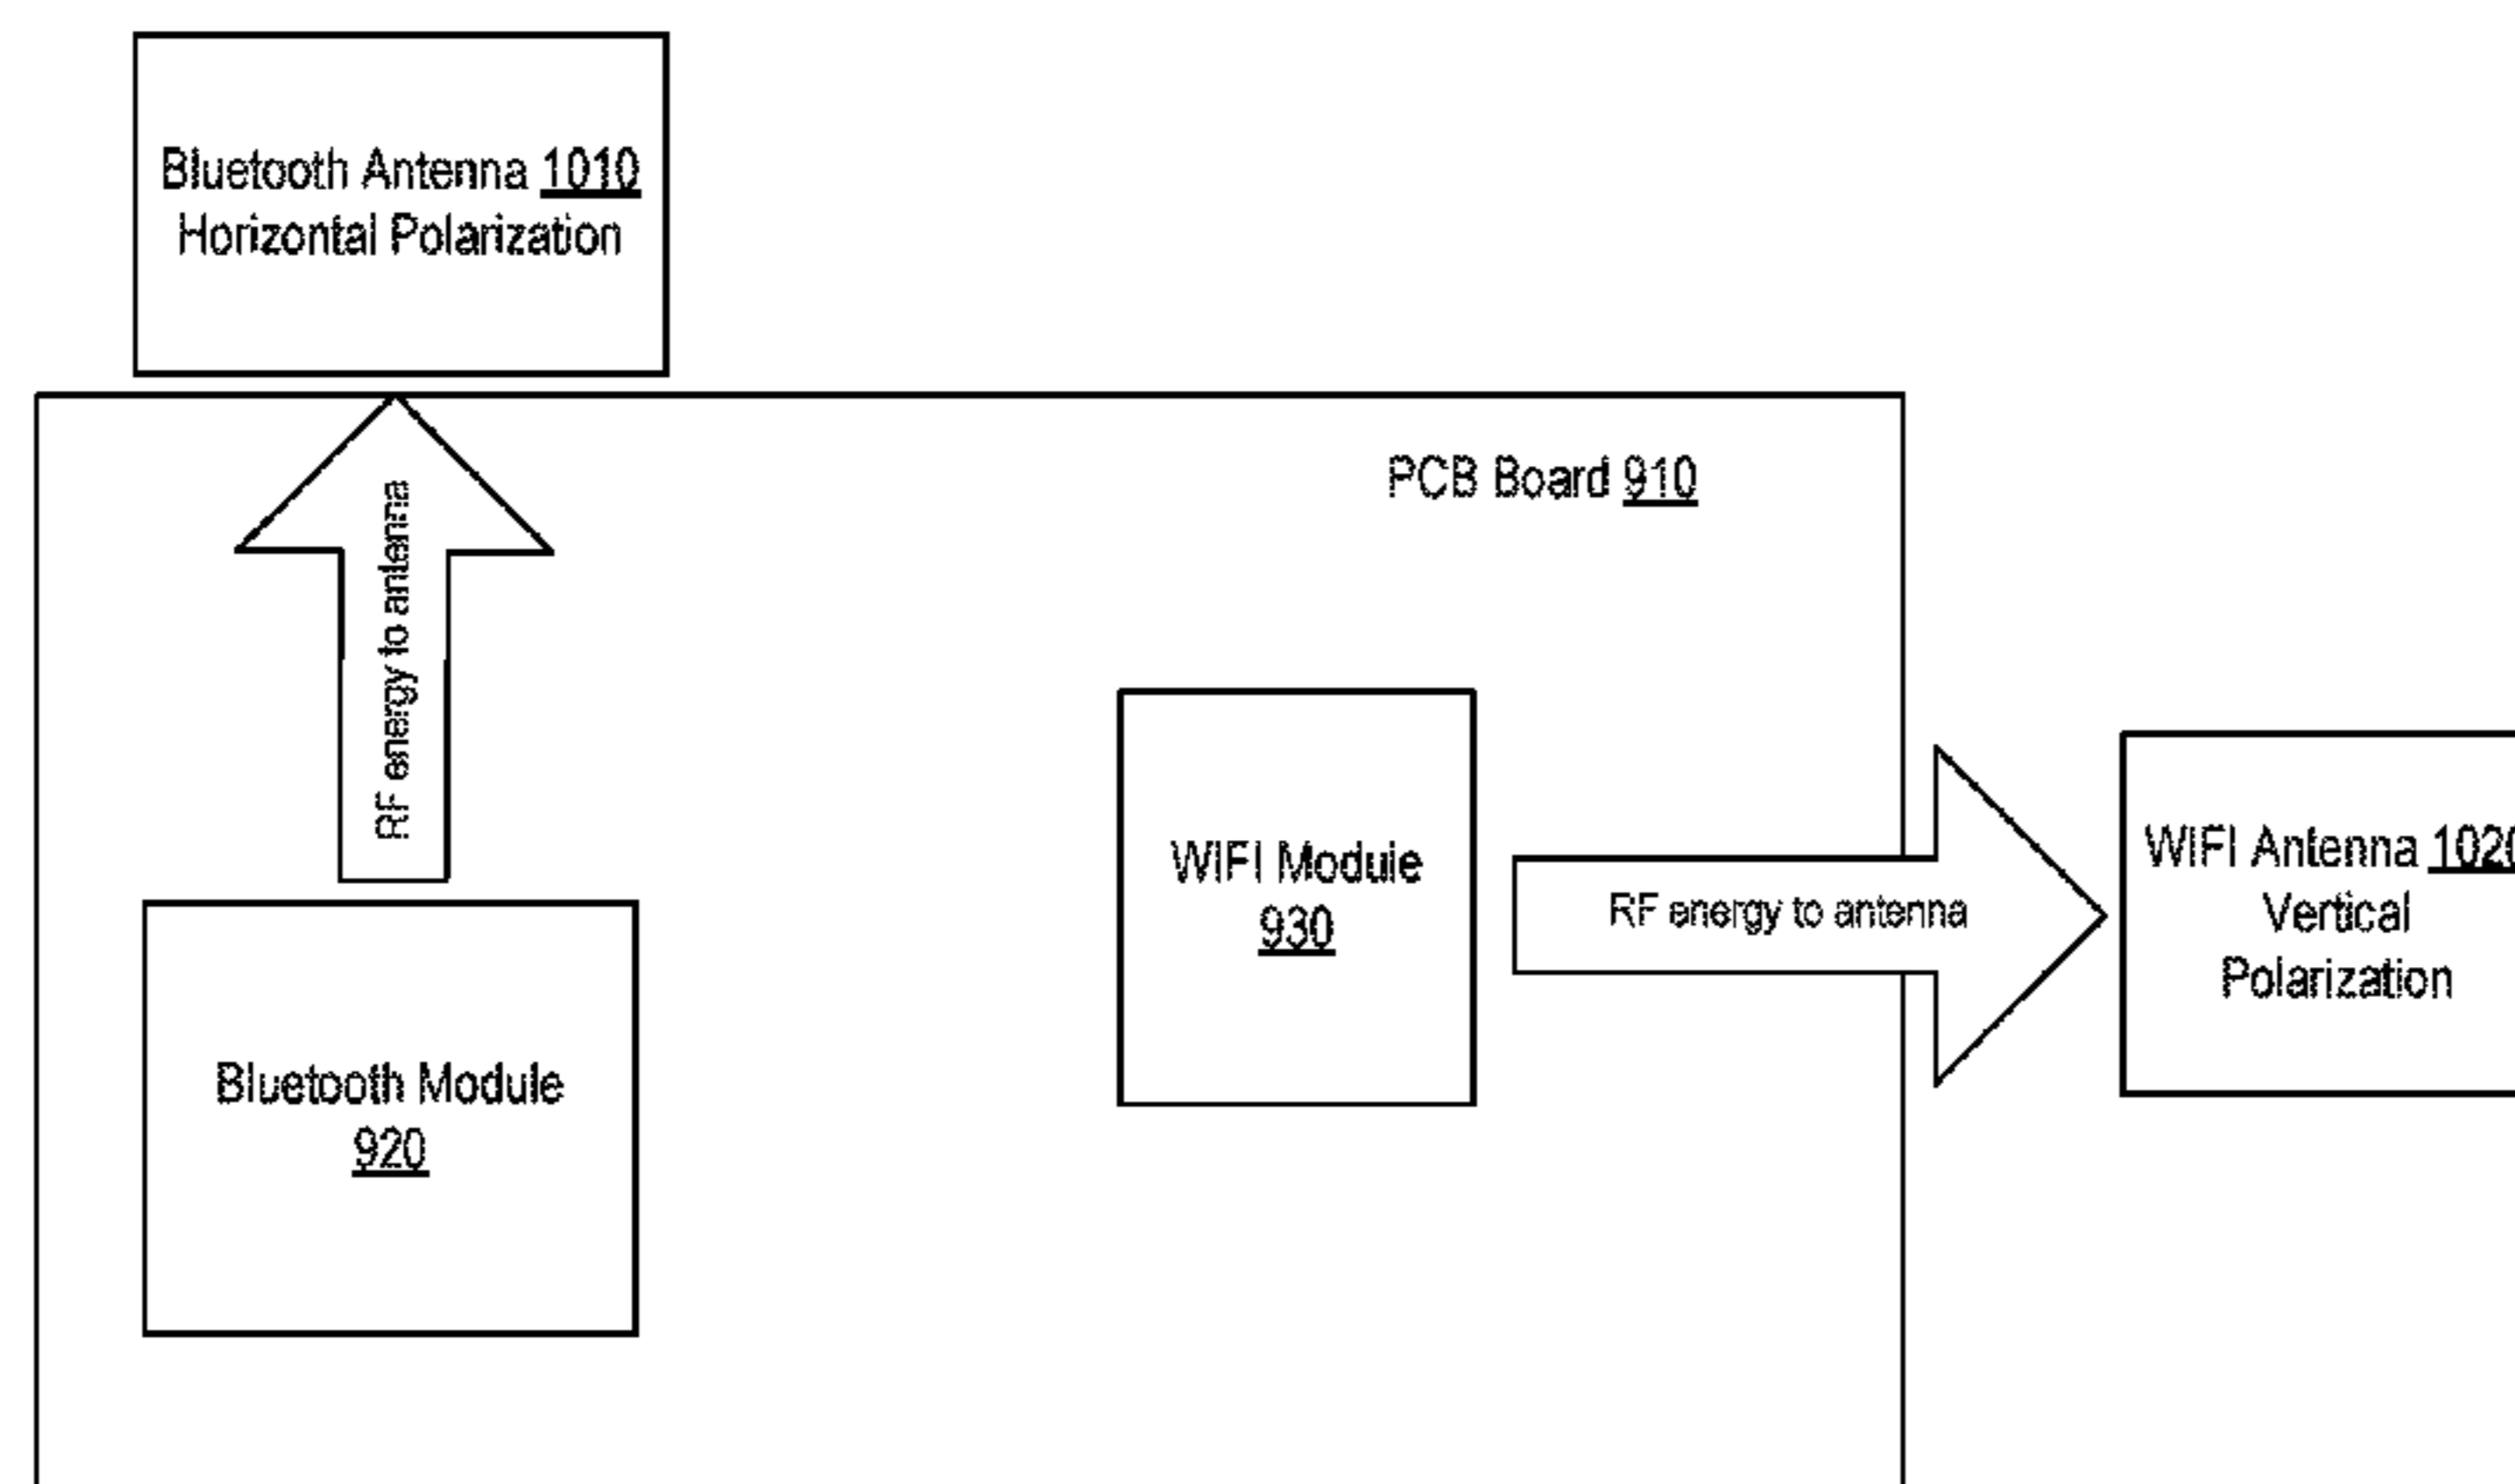 Bluetooth Antenna 1010
Horizontal Polarization
PCB Board 910
RF energy to antenna
WIFI Module
930
RF energy to antenna
WIFI Antenna 1020
Vertical
Polarization
Bluetooth Module
920